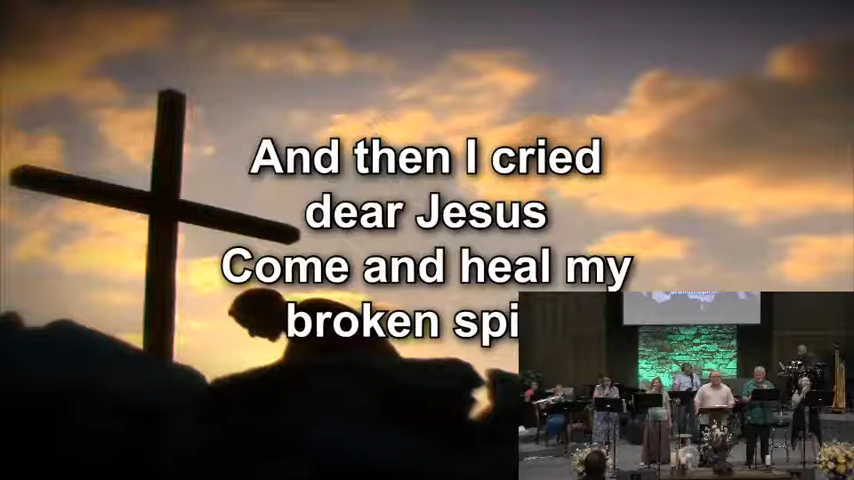 And then I cried
dear Jesus
Come and heal my
broken spi